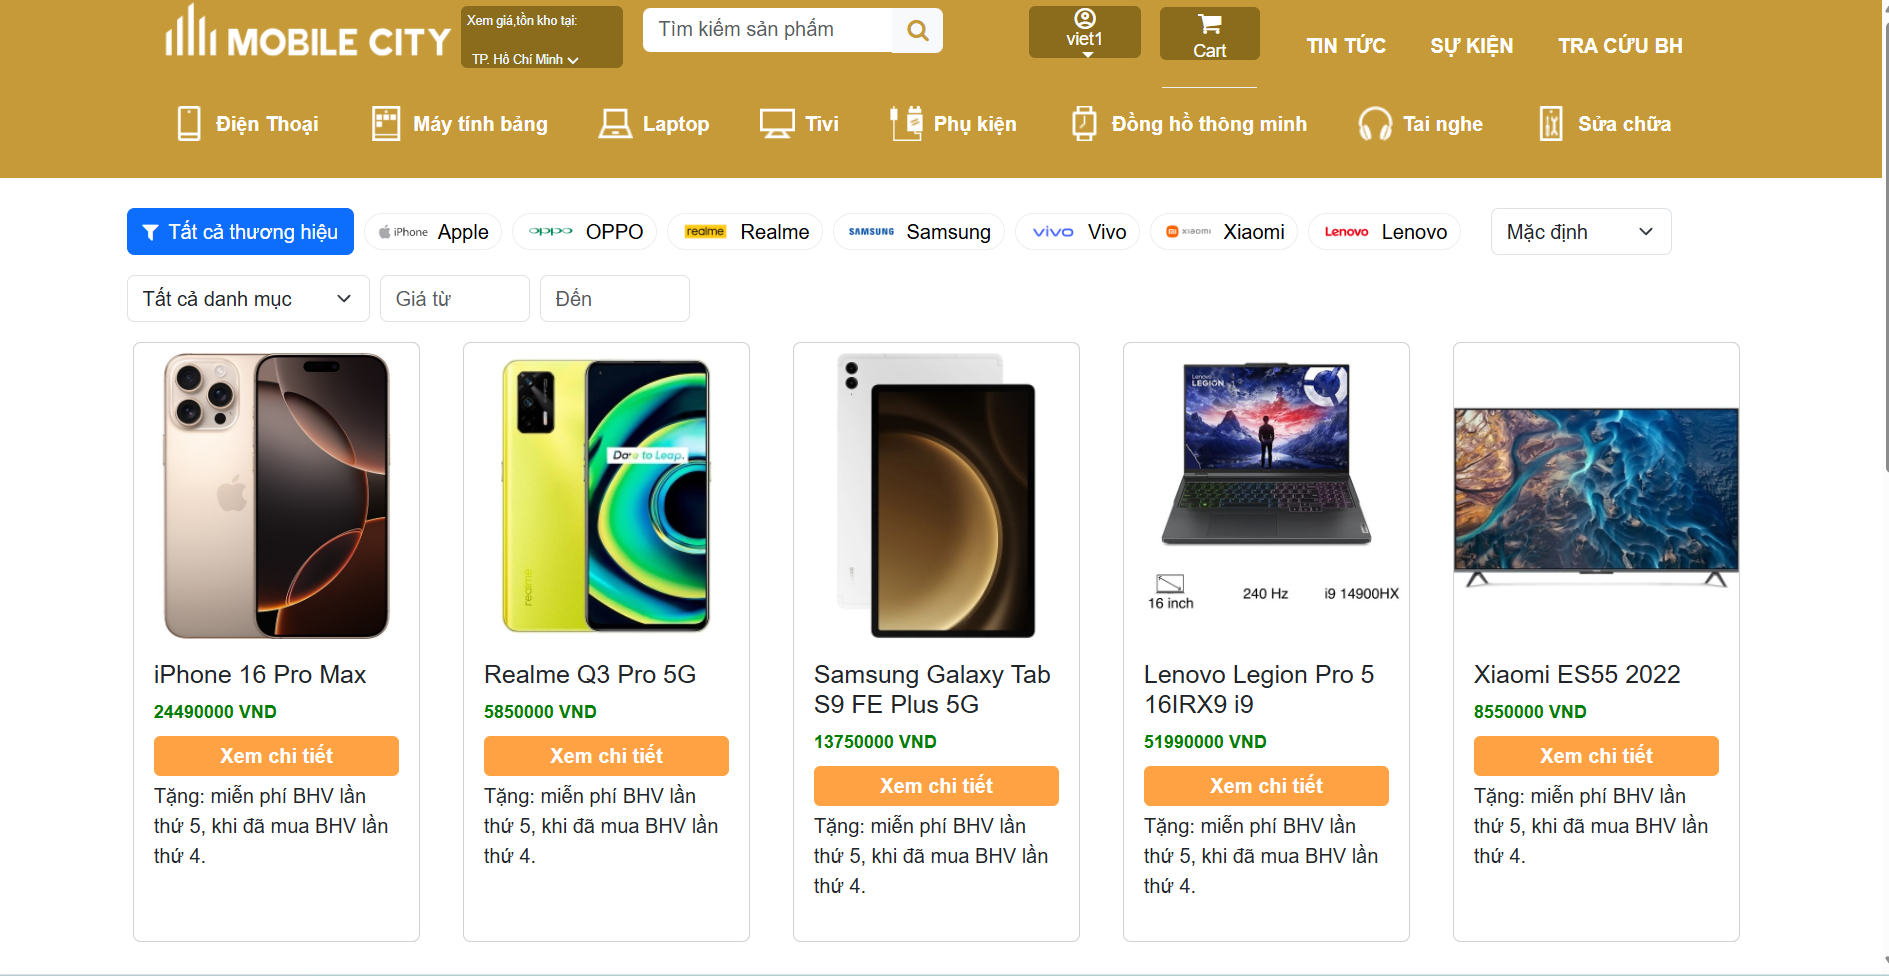 MOBILE CITY
Xem giá,tồn kho tại:
TP. Hồ Chí Minh
Tìm kiếm sản phẩm
viet1
Cart
TIN TỨC
SỰ KIỆN
TRA CỨU BH
Điện Thoại
Máy tính bảng
Laptop
Tivi
Phụ kiện
Đồng hồ thông minh
Tai nghe
Sửa chữa
Tất cả thương hiệu
iPhone Apple
oppo OPPO
realme Realme
SAMSUNG Samsung
vivo Vivo
mi xiaomi Xiaomi
Lenovo Lenovo
Mặc định
Tất cả danh mục
Giá từ
Đến
realme
Dare to Leap.
Lenovo
LEGION
16 inch
240 Hz
i9 14900HX
iPhone 16 Pro Max
24490000 VND
Xem chi tiết
Tặng: miễn phí BHV lần
thứ 5, khi đã mua BHV lần
thứ 4.
Realme Q3 Pro 5G
5850000 VND
Xem chi tiết
Tặng: miễn phí BHV lần
thứ 5, khi đã mua BHV lần
thứ 4.
Samsung Galaxy Tab
S9 FE Plus 5G
13750000 VND
Xem chi tiết
Tặng: miễn phí BHV lần
thứ 5, khi đã mua BHV lần
thứ 4.
Lenovo Legion Pro 5
16IRX9 i9
51990000 VND
Xem chi tiết
Tặng: miễn phí BHV lần
thứ 5, khi đã mua BHV lần
thứ 4.
Xiaomi ES55 2022
8550000 VND
Xem chi tiết
Tặng: miễn phí BHV lần
thứ 5, khi đã mua BHV lần
thứ 4.